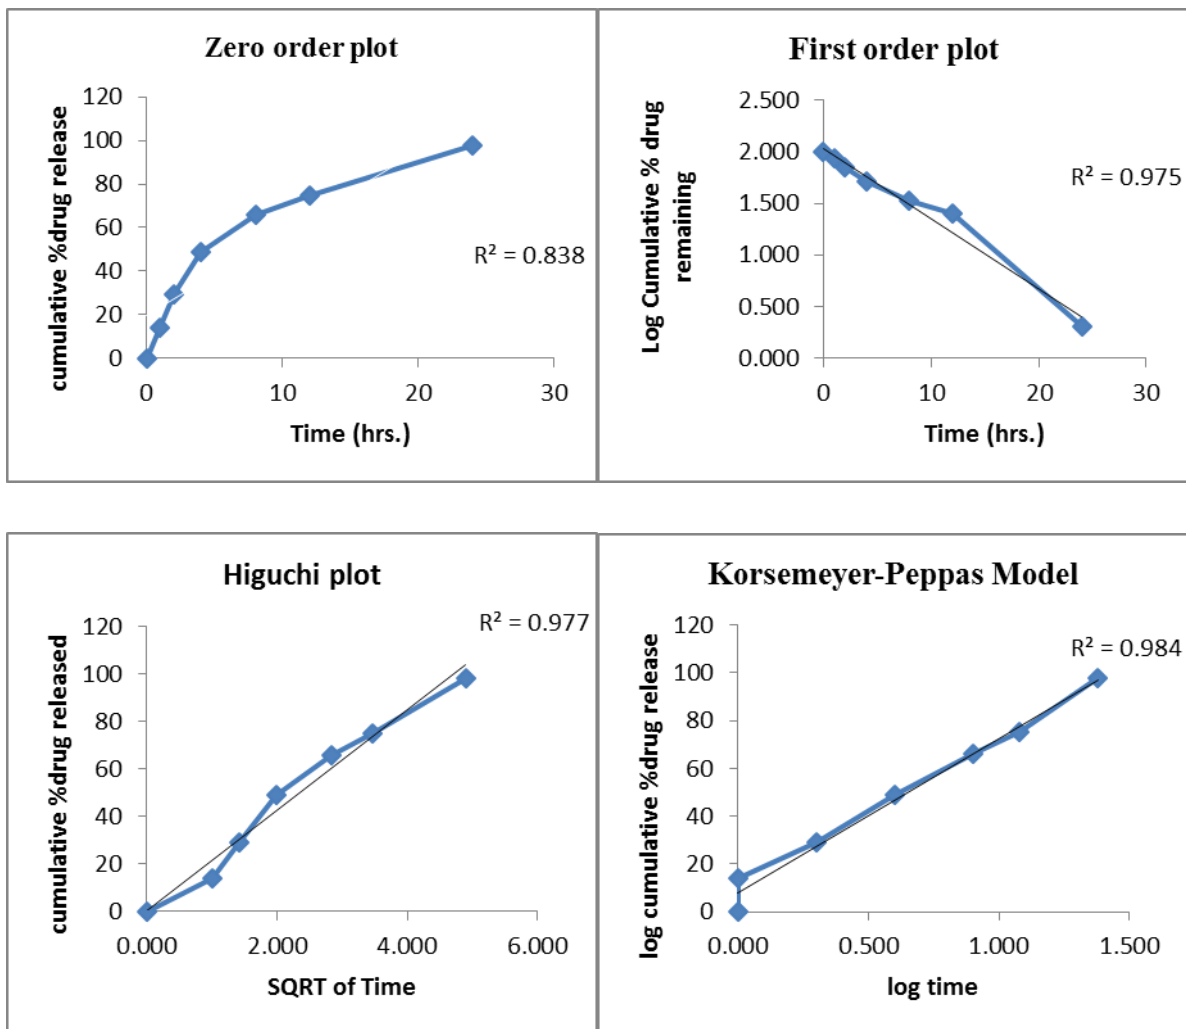 Zero order plot
cumulative %drug release
120
100
80
60
40
20
0
0
10
20
30
R² = 0.838
Time (hrs.)
First order plot
Log Cumulative % drug
remaining
2.500
2.000
1.500
1.000
0.500
0.000
0
10
20
30
R² = 0.975
Time (hrs.)
Higuchi plot
cumulative %drug released
R² = 0.977
120
100
80
60
40
20
0
0.000
2.000
4.000
6.000
SQRT of Time
Korsemeyer-Peppas Model
log cumulative %drug release
R² = 0.984
120
100
80
60
40
20
0
0.000
0.500
1.000
1.500
log time